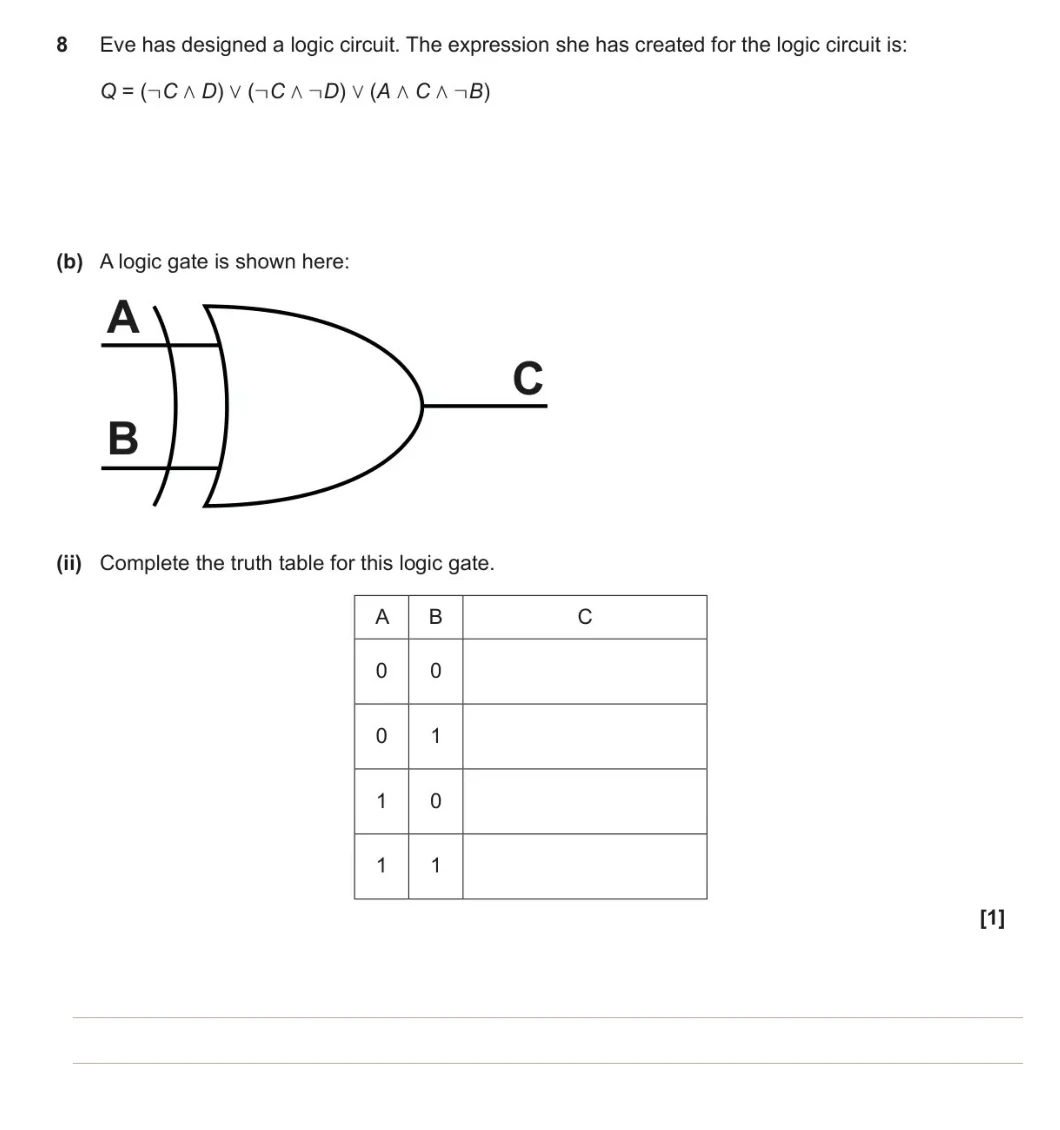 8 Eve has designed a logic circuit. The expression she has created for the logic circuit is:
Q = (¬C ∧ D) ∨ (¬C ∧ ¬D) ∨ (A ∧ C ∧ ¬B)
(b) A logic gate is shown here:
A
C
B
(ii) Complete the truth table for this logic gate.
A B C
0 0
0 1
1 0
1 1
[1]